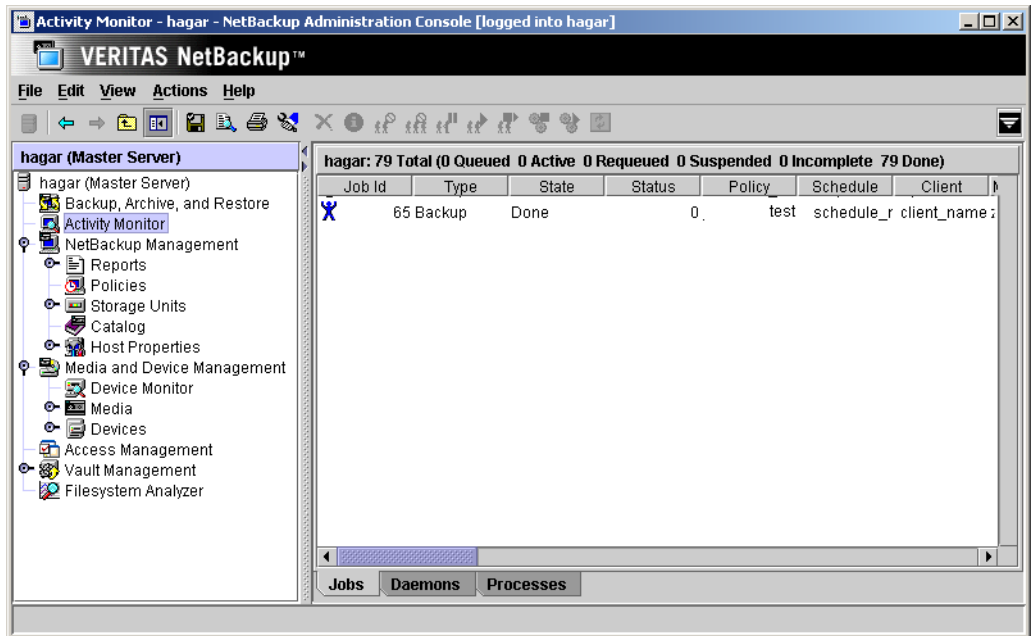 Activity Monitor - hagar - NetBackup Administration Console [logged into hagar]
VERITAS NetBackup™
File Edit View Actions Help
hagar (Master Server)
hagar (Master Server)
Backup, Archive, and Restore
Activity Monitor
NetBackup Management
Reports
Policies
Storage Units
Catalog
Host Properties
Media and Device Management
Device Monitor
Media
Devices
Access Management
Vault Management
Filesystem Analyzer
hagar: 79 Total (0 Queued 0 Active 0 Requeued 0 Suspended 0 Incomplete 79 Done)
Job Id Type State Status Policy_ Schedule Client
65 Backup Done 0 test schedule_r client_name
Jobs Daemons Processes